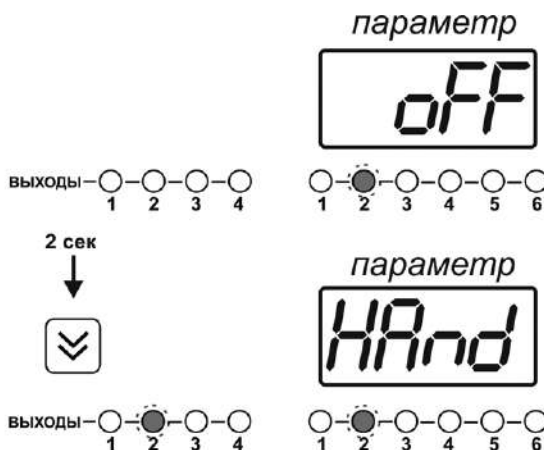 параметр
oFF
ВЫХОДЫ
1 2 3 4
1 2 3 4 5 6
2 сек
параметр
HAnd
ВЫХОДЫ
1 2 3 4
1 2 3 4 5 6